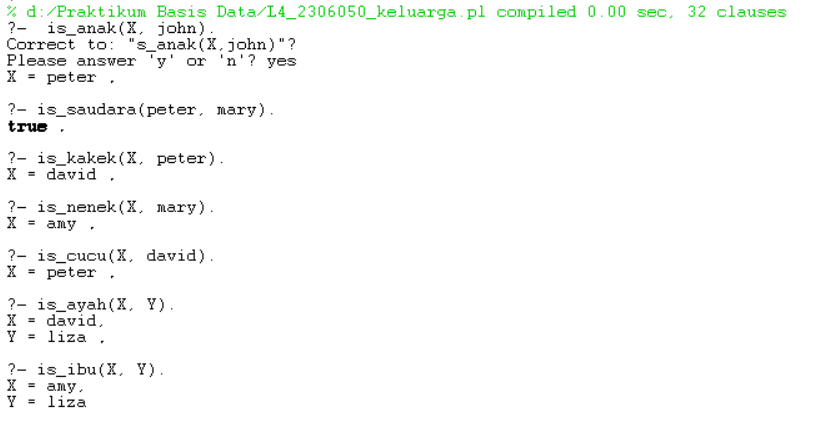 % d:/Praktikum Basis Data/L4_2306050_keluarga.pl compiled 0.00 sec, 32 clauses
?-  is_anak(X, john).
Correct to: "s_anak(X,john)"?
Please answer 'y' or 'n'? yes
X = peter .
?- is_saudara(peter, mary).
true .
?- is_kakek(X, peter).
X = david .
?- is_nenek(X, mary).
X = amy .
?- is_cucu(X, david).
X = peter .
?- is_ayah(X, Y).
X = david,
Y = liza .
?- is_ibu(X, Y).
X = amy,
Y = liza